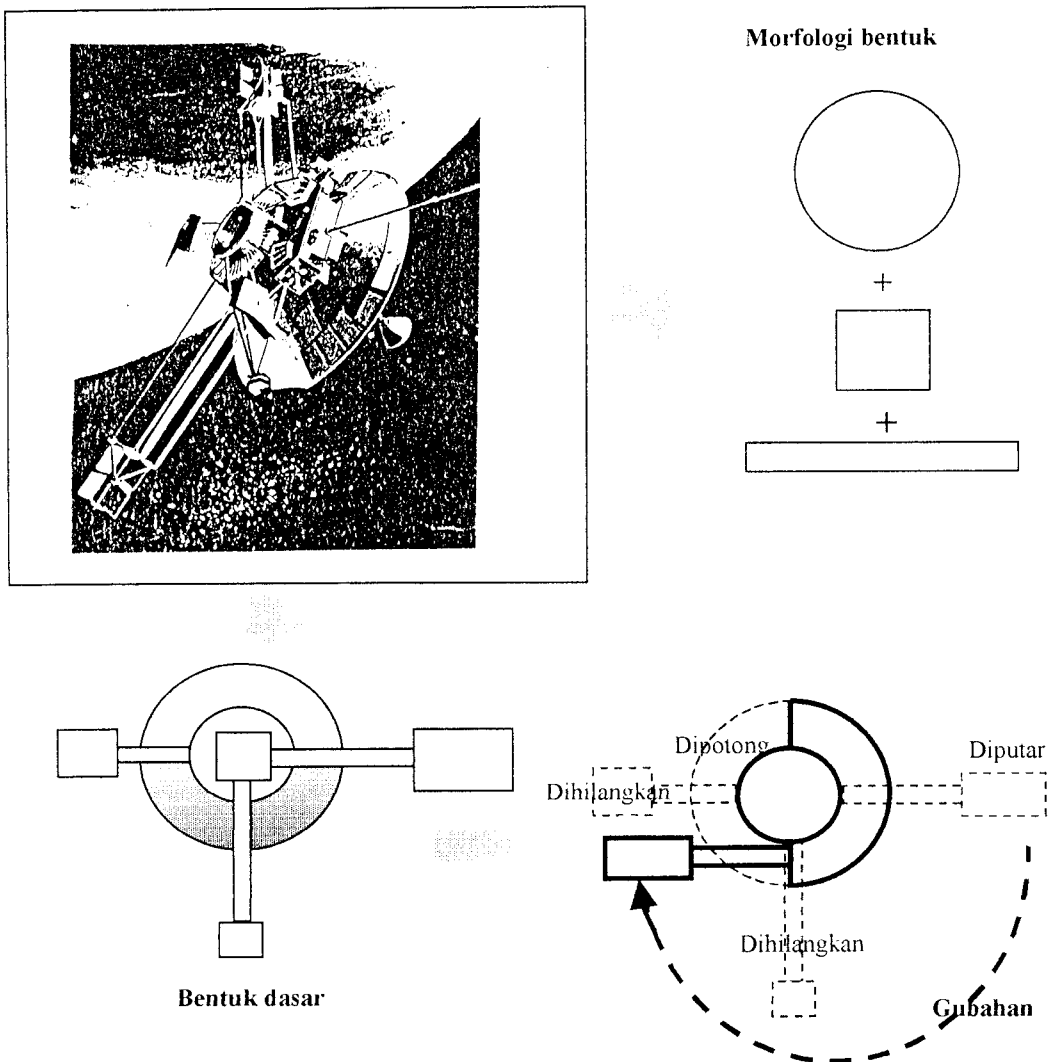 Morfologi bentuk
+
+
Dipotong
Diputar
Dihilangkan
Dihilangkan
Bentuk dasar
Gubahan